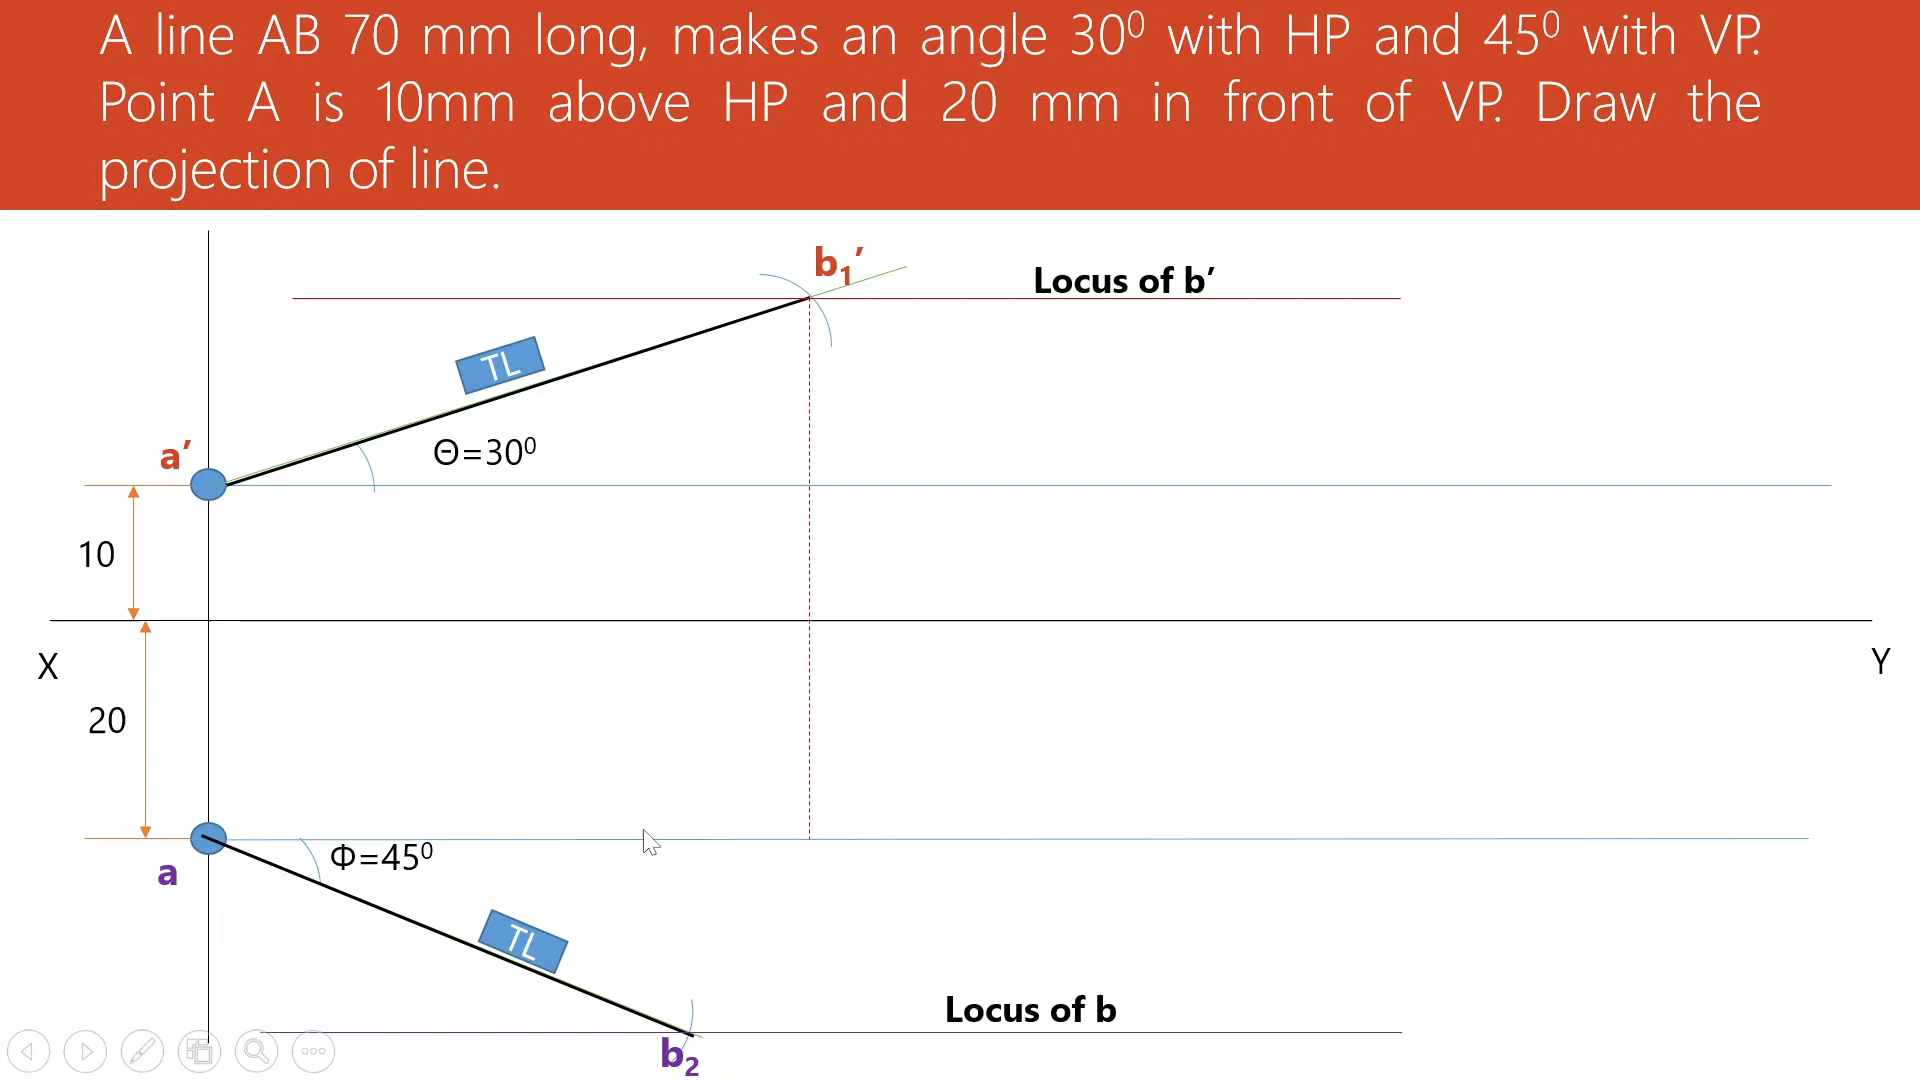 A line AB 70 mm long, makes an angle 30⁰ with HP and 45⁰ with VP.
Point A is 10mm above HP and 20 mm in front of VP. Draw the
projection of line.
b₁′
Locus of b′
TL
a′
Θ=30⁰
10
X
Y
20
Φ=45⁰
a
TL
Locus of b
b₂